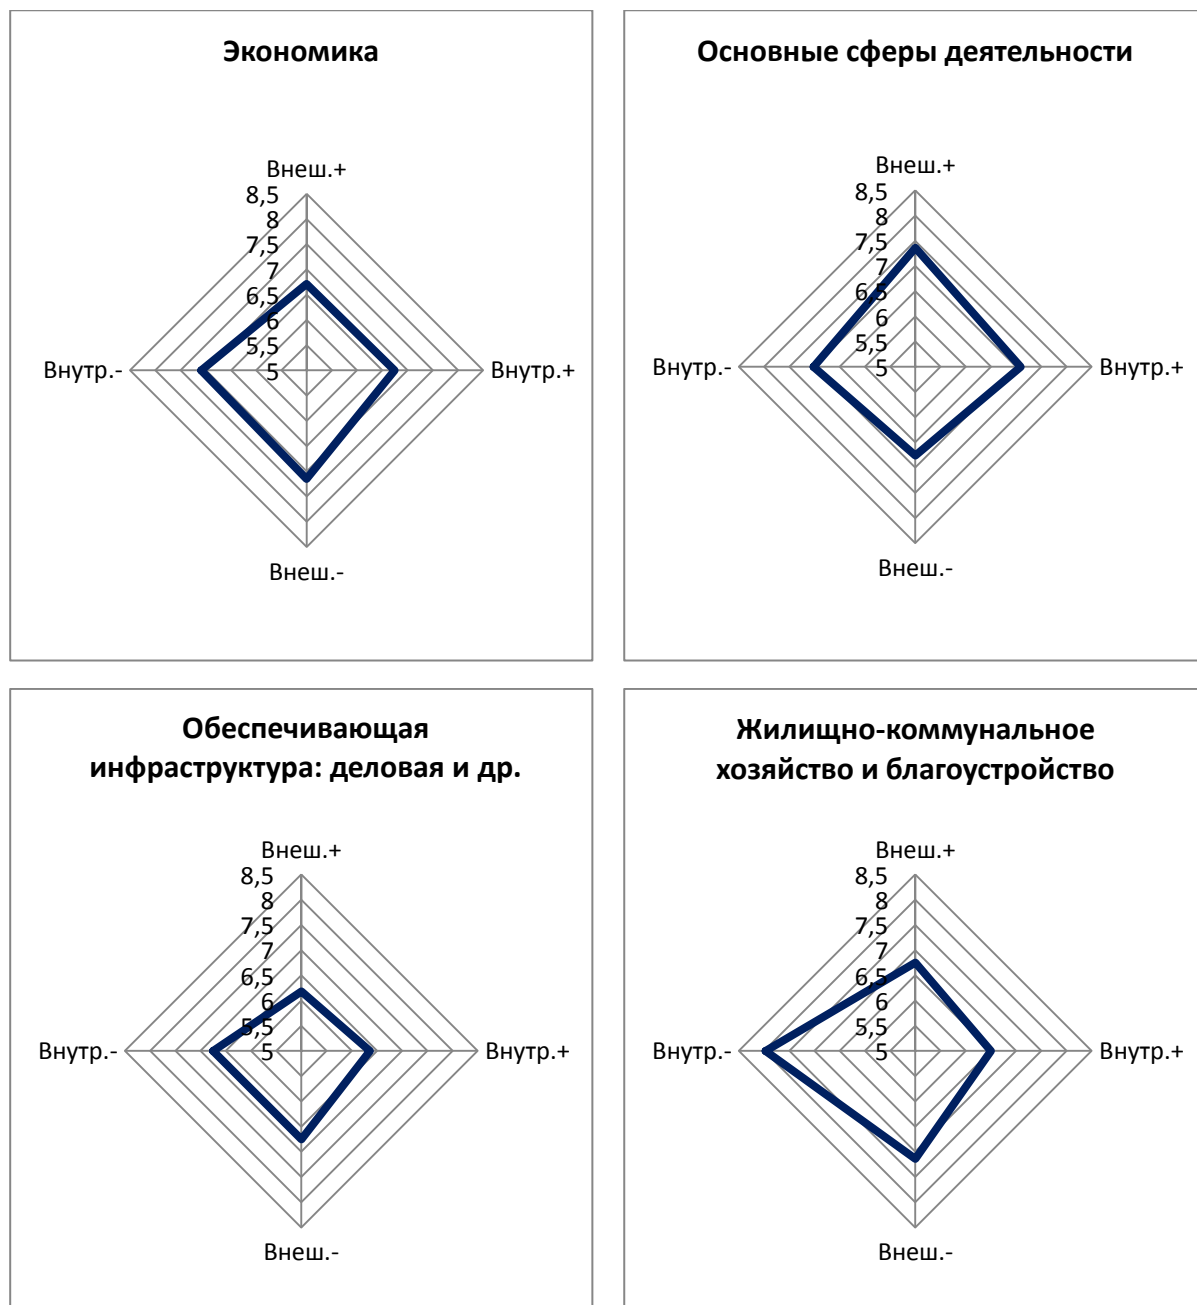 Экономика
Внеш.+
8,5
8
7,5
7
6,5
6
5,5
5
Внутр.-
Внутр.+
Внеш.-
Основные сферы деятельности
Внеш.+
8,5
8
7,5
7
6,5
6
5,5
5
Внутр.-
Внутр.+
Внеш.-
Обеспечивающая
инфраструктура: деловая и др.
Внеш.+
8,5
8
7,5
7
6,5
6
5,5
5
Внутр.-
Внутр.+
Внеш.-
Жилищно-коммунальное
хозяйство и благоустройство
Внеш.+
8,5
8
7,5
7
6,5
6
5,5
5
Внутр.-
Внутр.+
Внеш.-